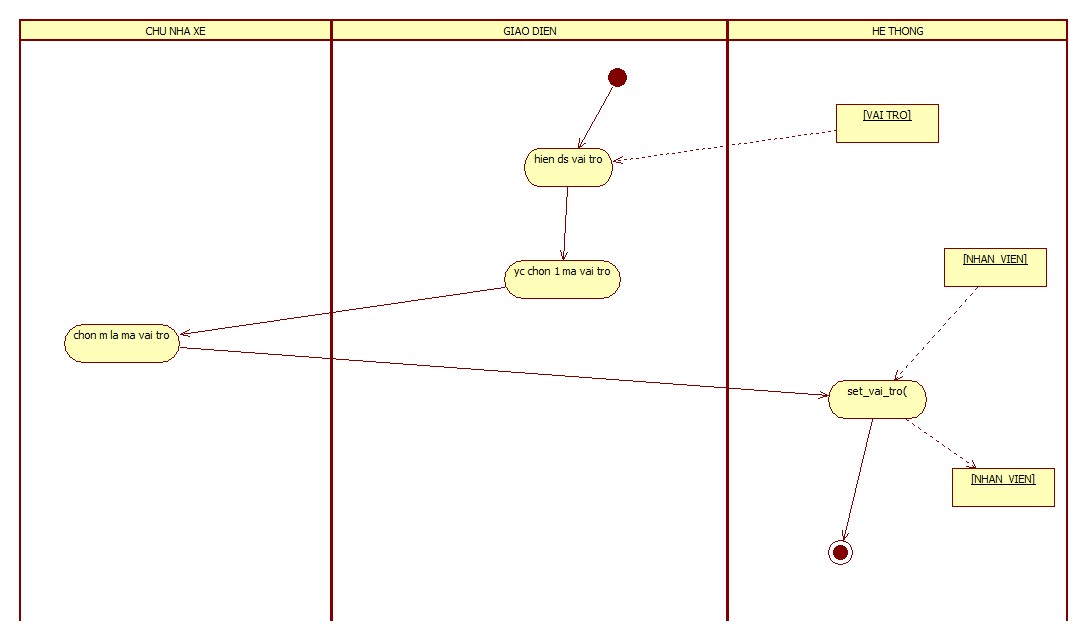 CHU NHA XE
GIAO DIEN
HE THONG
[VAI TRO]
hien ds vai tro
[NHAN_VIEN]
yc chon 1 ma vai tro
chon m la ma vai tro
set_vai_tro(
[NHAN_VIEN]